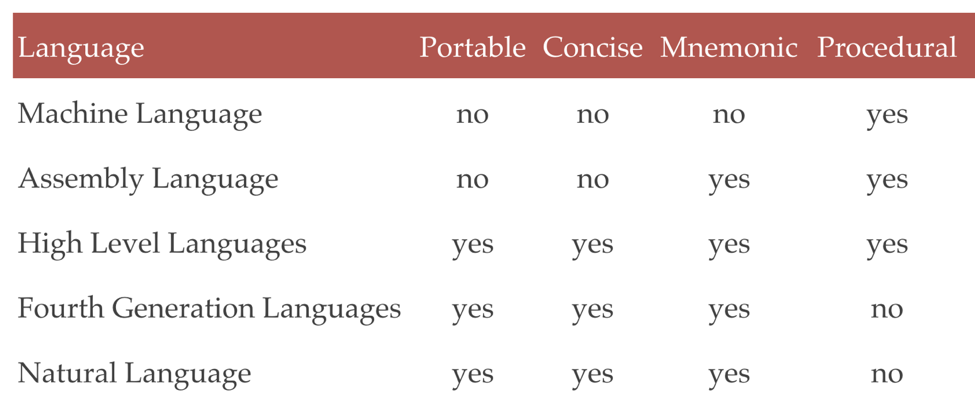 Language Portable Concise Mnemonic Procedural
Machine Language no no no yes
Assembly Language no no yes yes
High Level Languages yes yes yes yes
Fourth Generation Languages yes yes yes no
Natural Language yes yes yes no